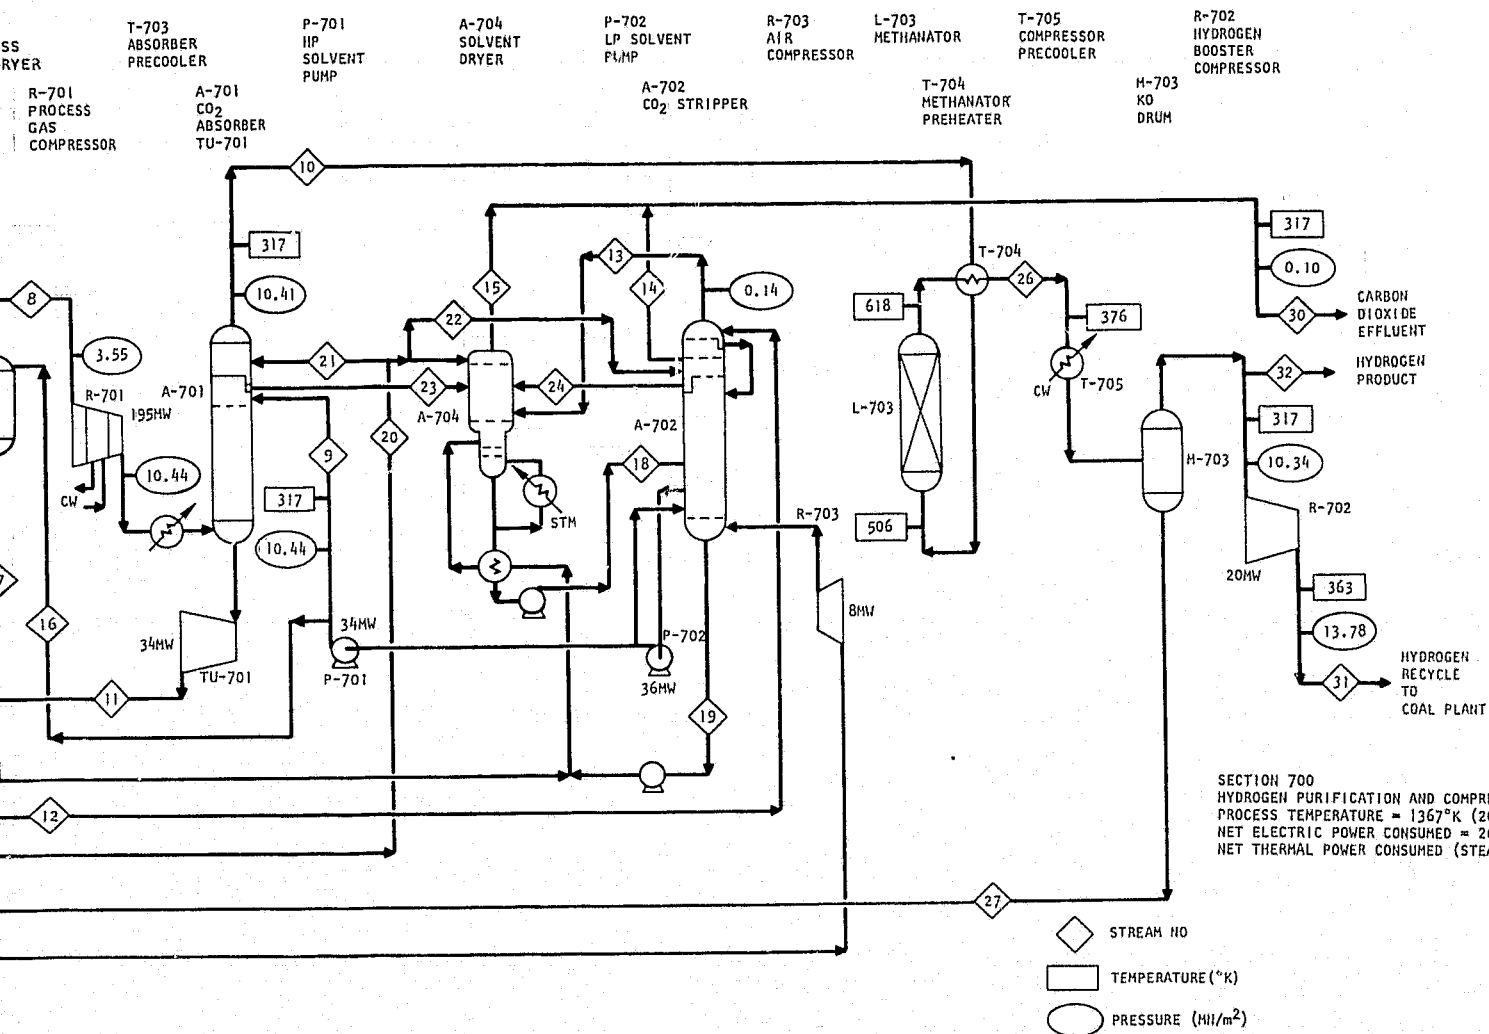 SS
RYER
R-701
PROCESS
GAS
COMPRESSOR
T-703
ABSORBER
PRECOOLER
A-701
CO2
ABSORBER
TU-701
P-701
HP
SOLVENT
PUMP
A-704
SOLVENT
DRYER
P-702
LP SOLVENT
PUMP
A-702
CO2 STRIPPER
R-703
AIR
COMPRESSOR
L-703
METHANATOR
T-704
METHANATOR
PREHEATER
T-705
COMPRESSOR
PRECOOLER
M-703
KO
DRUM
R-702
HYDROGEN
BOOSTER
COMPRESSOR
10
317
10.41
8
3.55
R-701
195MW
A-701
10.44
CW
21
22
23
20
9
317
10.44
15
13
14
0.14
24
A-704
A-702
18
STM
R-703
8MW
618
T-704
26
376
CW
T-705
L-703
506
M-703
317
0.10
30
CARBON
DIOXIDE
EFFLUENT
32
HYDROGEN
PRODUCT
317
10.34
R-702
20MW
363
13.78
31
HYDROGEN
RECYCLE
TO
COAL PLANT
7
16
34MW
TU-701
11
34MW
P-701
P-702
36MW
19
12
27
SECTION 700
HYDROGEN PURIFICATION AND COMPRE
PROCESS TEMPERATURE = 1367°K (20
NET ELECTRIC POWER CONSUMED = 2
NET THERMAL POWER CONSUMED (STEA
STREAM NO
TEMPERATURE (°K)
PRESSURE (MN/m2)